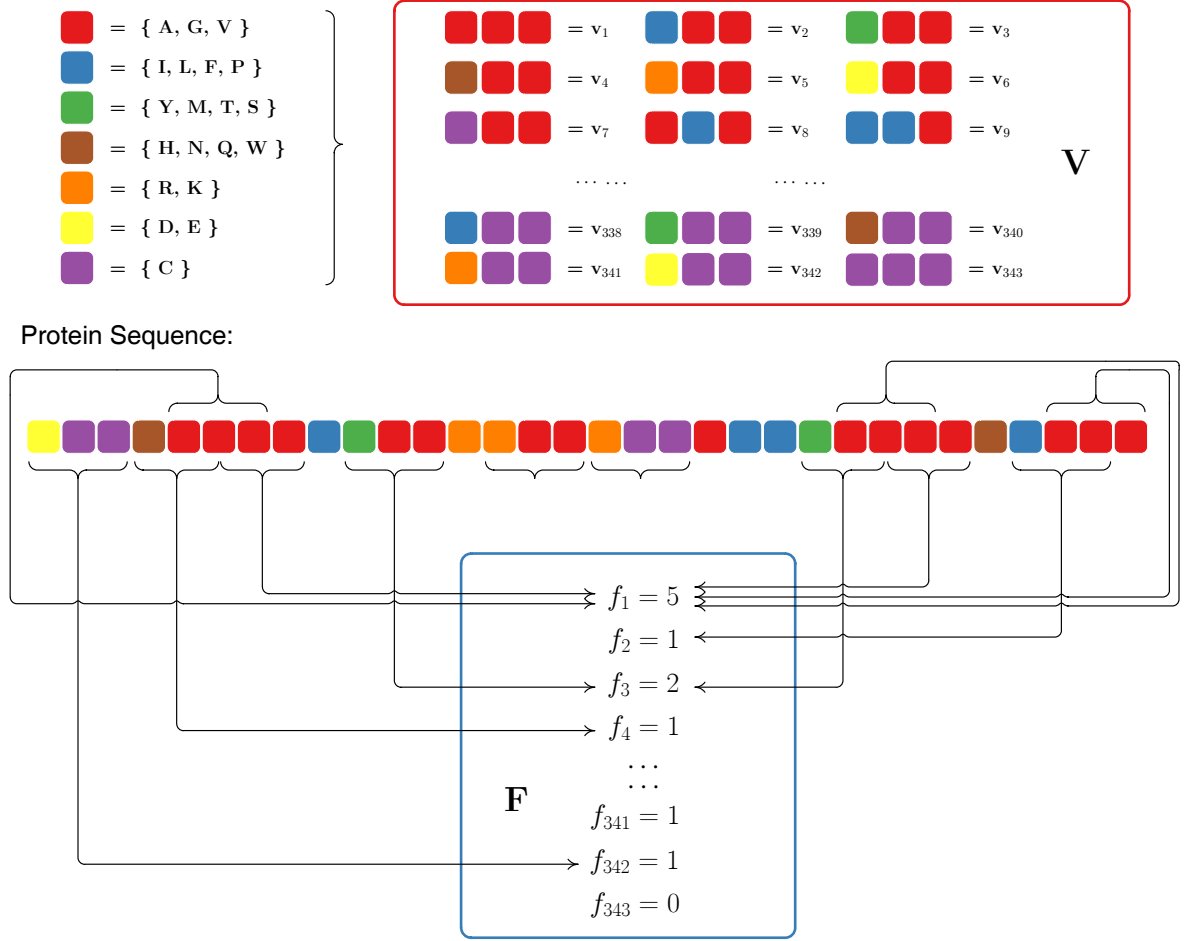 = { A, G, V }
= { I, L, F, P }
= { Y, M, T, S }
= { H, N, Q, W }
= { R, K }
= { D, E }
= { C }
= v₁ = v₂ = v₃
= v₄ = v₅ = v₆
= v₇ = v₈ = v₉
... ... ... ...
= v₃₃₈ = v₃₃₉ = v₃₄₀
= v₃₄₁ = v₃₄₂ = v₃₄₃
V
Protein Sequence:
f₁ = 5
f₂ = 1
f₃ = 2
f₄ = 1
...
...
F
f₃₄₁ = 1
f₃₄₂ = 1
f₃₄₃ = 0